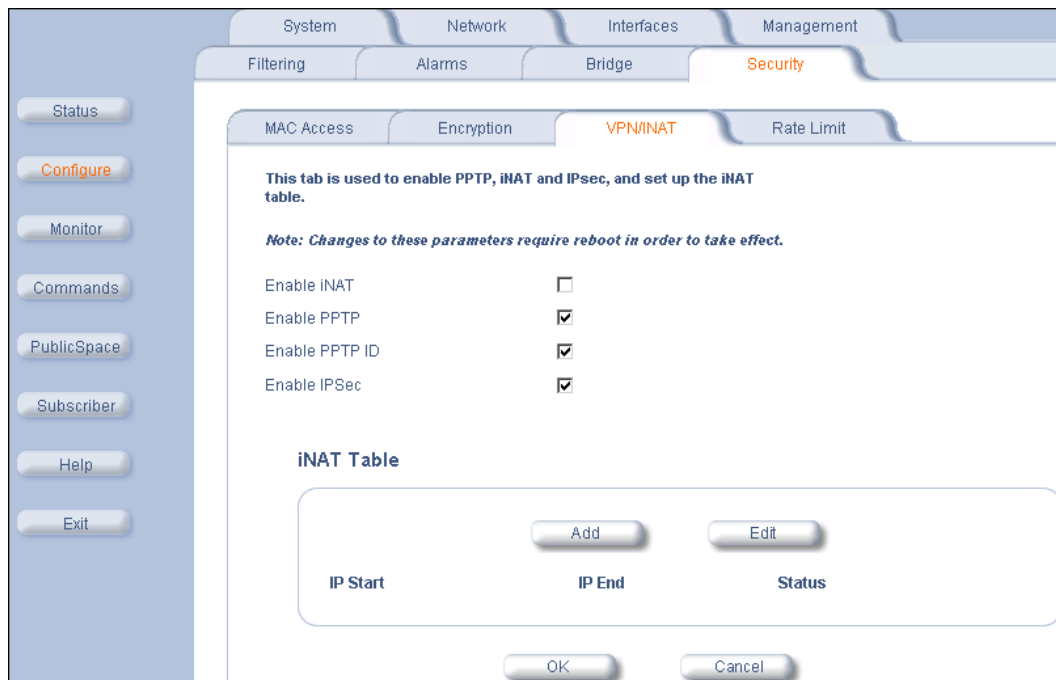 System Network Interfaces Management
Filtering Alarms Bridge Security
Status
Configure
Monitor
Commands
PublicSpace
Subscriber
Help
Exit
MAC Access Encryption VPN/INAT Rate Limit
This tab is used to enable PPTP, iNAT and IPsec, and set up the iNAT
table.
Note: Changes to these parameters require reboot in order to take effect.
Enable iNAT
Enable PPTP
Enable PPTP ID
Enable IPSec
iNAT Table
Add Edit
IP Start IP End Status
OK Cancel